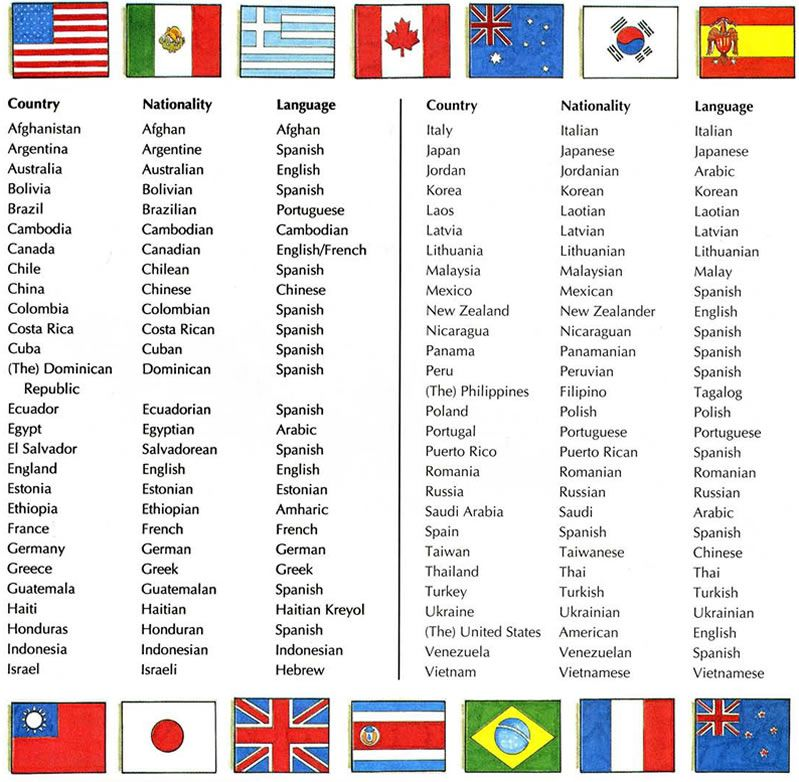 Country Nationality Language
Afghanistan Afghan Afghan
Argentina Argentine Spanish
Australia Australian English
Bolivia Bolivian Spanish
Brazil Brazilian Portuguese
Cambodia Cambodian Cambodian
Canada Canadian English/French
Chile Chilean Spanish
China Chinese Chinese
Colombia Colombian Spanish
Costa Rica Costa Rican Spanish
Cuba Cuban Spanish
(The) Dominican Dominican Spanish
Republic
Ecuador Ecuadorian Spanish
Egypt Egyptian Arabic
El Salvador Salvadorean Spanish
England English English
Estonia Estonian Estonian
Ethiopia Ethiopian Amharic
France French French
Germany German German
Greece Greek Greek
Guatemala Guatemalan Spanish
Haiti Haitian Haitian Kreyol
Honduras Honduran Spanish
Indonesia Indonesian Indonesian
Israel Israeli Hebrew
Country Nationality Language
Italy Italian Italian
Japan Japanese Japanese
Jordan Jordanian Arabic
Korea Korean Korean
Laos Laotian Laotian
Latvia Latvian Latvian
Lithuania Lithuanian Lithuanian
Malaysia Malaysian Malay
Mexico Mexican Spanish
New Zealand New Zealander English
Nicaragua Nicaraguan Spanish
Panama Panamanian Spanish
Peru Peruvian Spanish
(The) Philippines Filipino Tagalog
Poland Polish Polish
Portugal Portuguese Portuguese
Puerto Rico Puerto Rican Spanish
Romania Romanian Romanian
Russia Russian Russian
Saudi Arabia Saudi Arabic
Spain Spanish Spanish
Taiwan Taiwanese Chinese
Thailand Thai Thai
Turkey Turkish Turkish
Ukraine Ukrainian Ukrainian
(The) United States American English
Venezuela Venezuelan Spanish
Vietnam Vietnamese Vietnamese